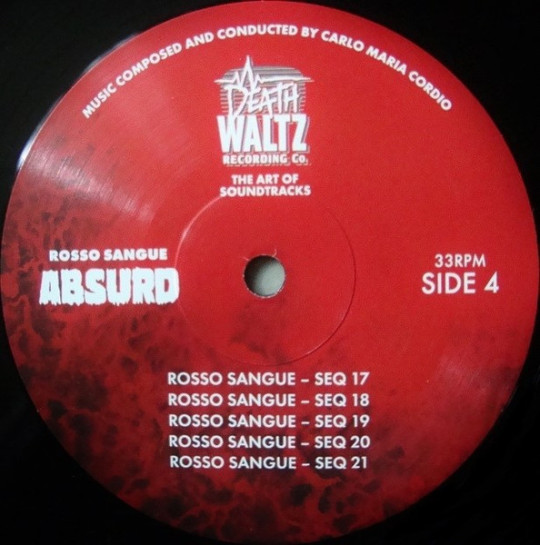 MUSIC COMPOSED AND CONDUCTED BY CARLO MARIA CORDIO
DEATH
WALTZ
RECORDING Co.
THE ART OF
SOUNDTRACKS
ROSSO SANGUE
ABSURD
33RPM
SIDE 4
ROSSO SANGUE – SEQ 17
ROSSO SANGUE – SEQ 18
ROSSO SANGUE – SEQ 19
ROSSO SANGUE – SEQ 20
ROSSO SANGUE – SEQ 21